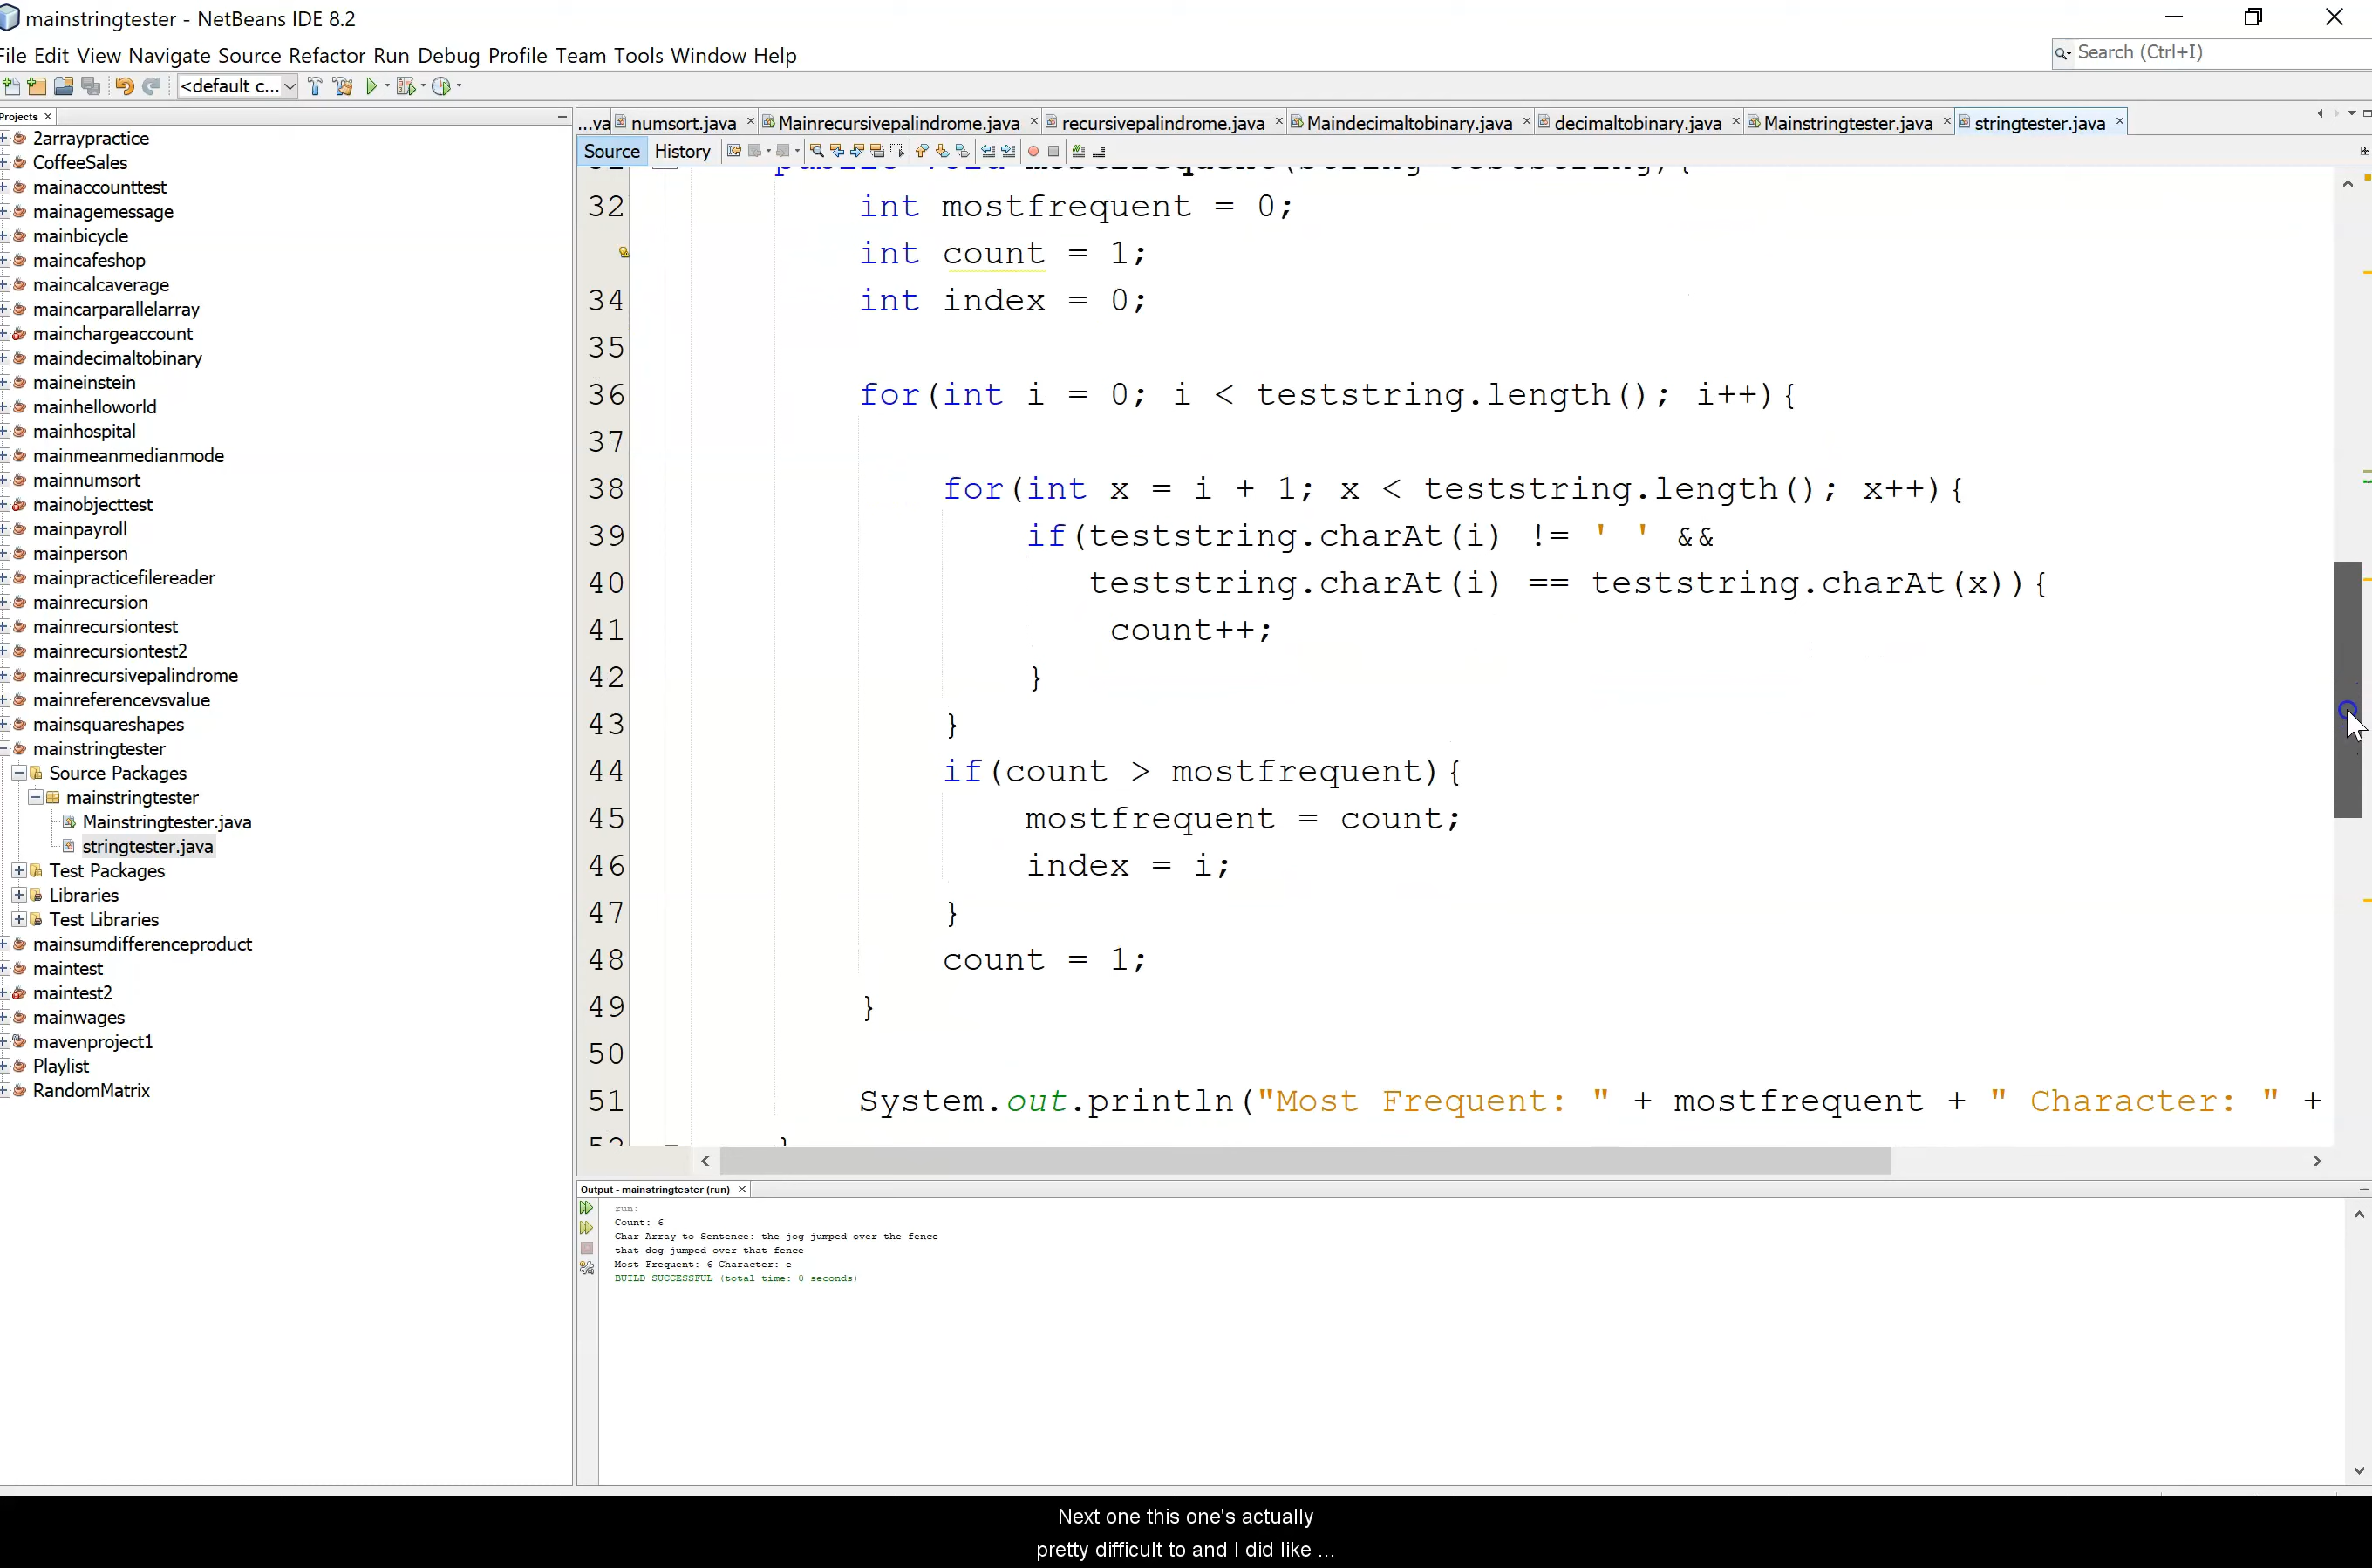 mainstringtester - NetBeans IDE 8.2
File Edit View Navigate Source Refactor Run Debug Profile Team Tools Window Help
Search (Ctrl+I)
<default c...
Projects
...va numsort.java Mainrecursivepalindrome.java recursivepalindrome.java Maindecimaltobinary.java decimaltobinary.java Mainstringtester.java stringtester.java
Source History
2arraypractice
CoffeeSales
mainaccounttest
mainagemessage
mainbicycle
maincafeshop
maincalcaverage
maincarparallelarray
mainchargeaccount
maindecimaltobinary
maineinstein
mainhelloworld
mainhospital
mainmeanmedianmode
mainnumsort
mainobjecttest
mainpayroll
mainperson
mainpracticefilereader
mainrecursion
mainrecursiontest
mainrecursiontest2
mainrecursivepalindrome
mainreferencevsvalue
mainsquareshapes
mainstringtester
Source Packages
mainstringtester
Mainstringtester.java
stringtester.java
Test Packages
Libraries
Test Libraries
mainsumdifferenceproduct
maintest
maintest2
mainwages
mavenproject1
Playlist
RandomMatrix
32 int mostfrequent = 0;
int count = 1;
34 int index = 0;
35
36 for(int i = 0; i < teststring.length(); i++){
37
38 for(int x = i + 1; x < teststring.length(); x++){
39 if(teststring.charAt(i) != ' ' &&
40 teststring.charAt(i) == teststring.charAt(x)){
41 count++;
42 }
43 }
44 if(count > mostfrequent){
45 mostfrequent = count;
46 index = i;
47 }
48 count = 1;
49 }
50
51 System.out.println("Most Frequent: " + mostfrequent + " Character: " +
Output - mainstringtester (run)
run:
Count: 6
Char Array to Sentence: the jog jumped over the fence
that dog jumped over that fence
Most Frequent: 6 Character: e
BUILD SUCCESSFUL (total time: 0 seconds)
Next one this one's actually
pretty difficult to and I did like ...